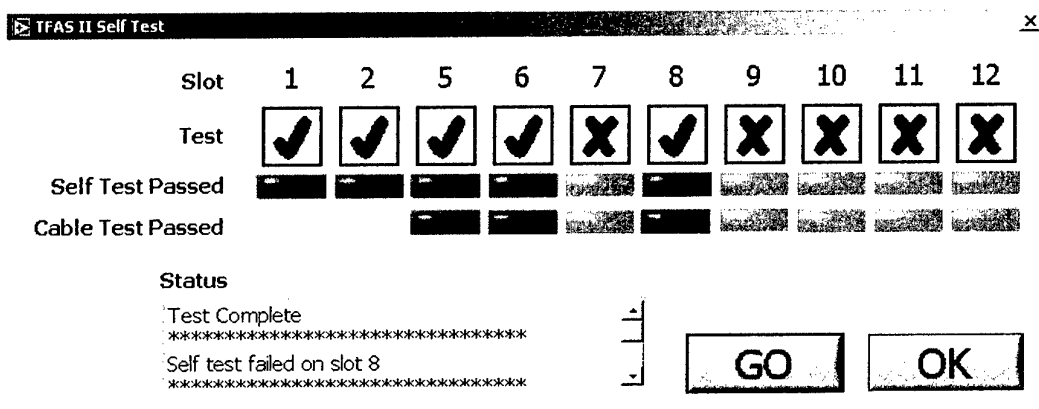 TFAS II Self Test
Slot 1 2 5 6 7 8 9 10 11 12
Test
Self Test Passed
Cable Test Passed
Status
Test Complete
********************************
Self test failed on slot 8
********************************
GO OK